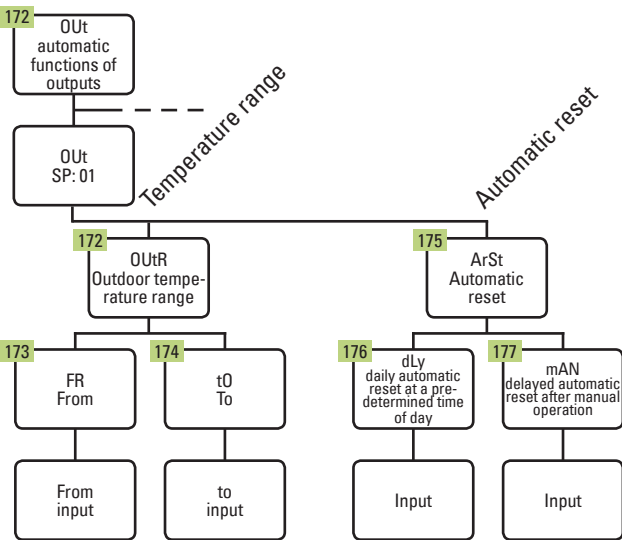 172
OUt
automatic
functions of
outputs
OUt
SP: 01
Temperature range
Automatic reset
172
OUtR
Outdoor tempe-
rature range
175
ArSt
Automatic
reset
173
FR
From
174
tO
To
176
dLy
daily automatic
reset at a pre-
determined time
of day
177
mAN
delayed automatic
reset after manual
operation
From
input
to
input
Input
Input